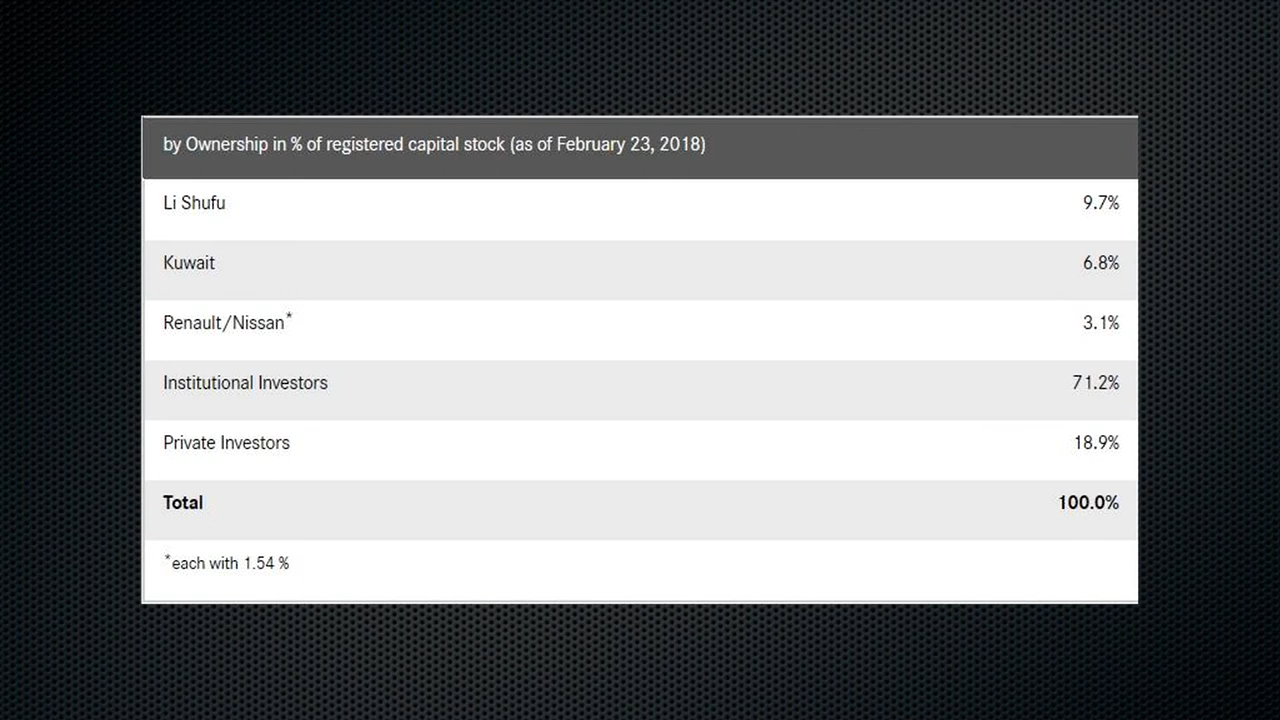 by Ownership in % of registered capital stock (as of February 23, 2018)
Li Shufu 9.7%
Kuwait 6.8%
Renault/Nissan* 3.1%
Institutional Investors 71.2%
Private Investors 18.9%
Total 100.0%
*each with 1.54 %